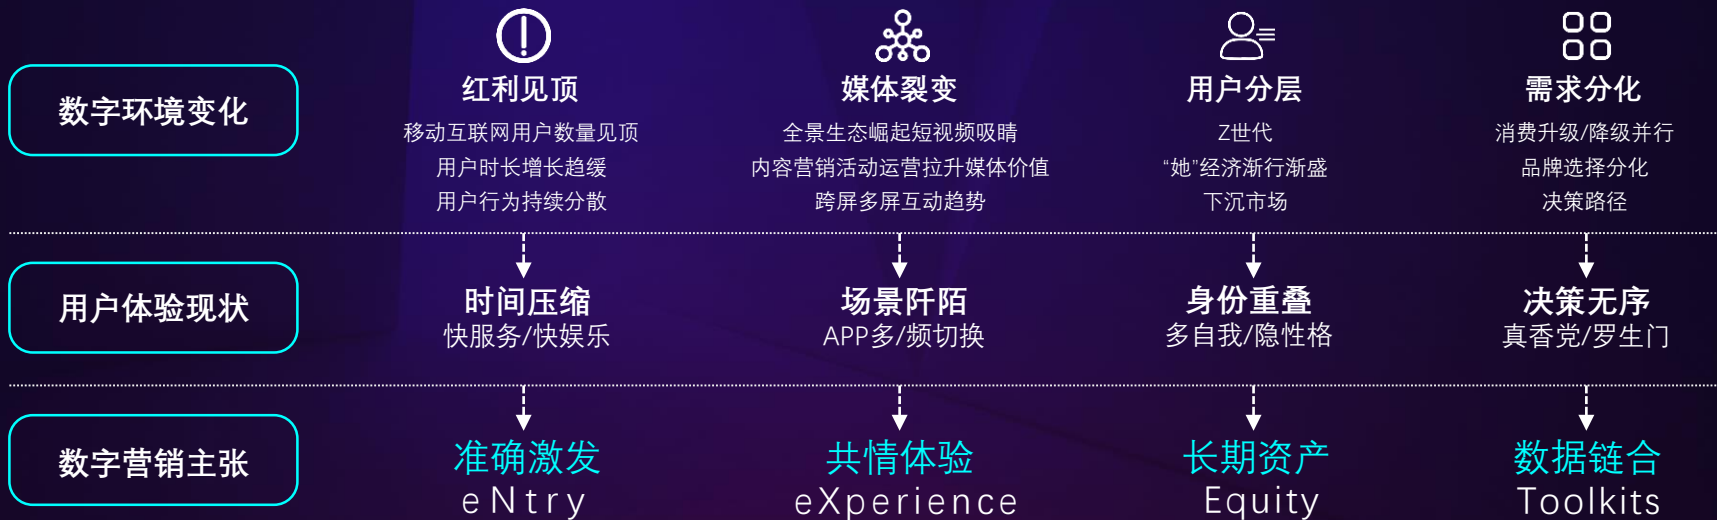 数字环境变化
红利见顶
移动互联网用户数量见顶
用户时长增长趋缓
用户行为持续分散
媒体裂变
全景生态崛起短视频吸睛
内容营销活动运营拉升媒体价值
跨屏多屏互动趋势
用户分层
Z世代
“她”经济渐行渐盛
下沉市场
需求分化
消费升级/降级并行
品牌选择分化
决策路径
用户体验现状
时间压缩
快服务/快娱乐
场景阡陌
APP多/频切换
身份重叠
多自我/隐性格
决策无序
真香党/罗生门
数字营销主张
准确激发
eNtry
共情体验
eXperience
长期资产
Equity
数据链合
Toolkits